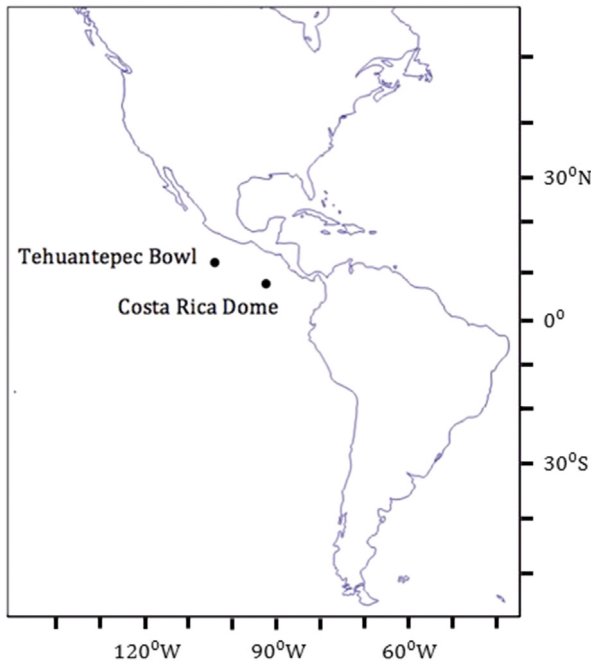 30⁰N
Tehuantepec Bowl
Costa Rica Dome
0⁰
30⁰S
120⁰W 90⁰W 60⁰W